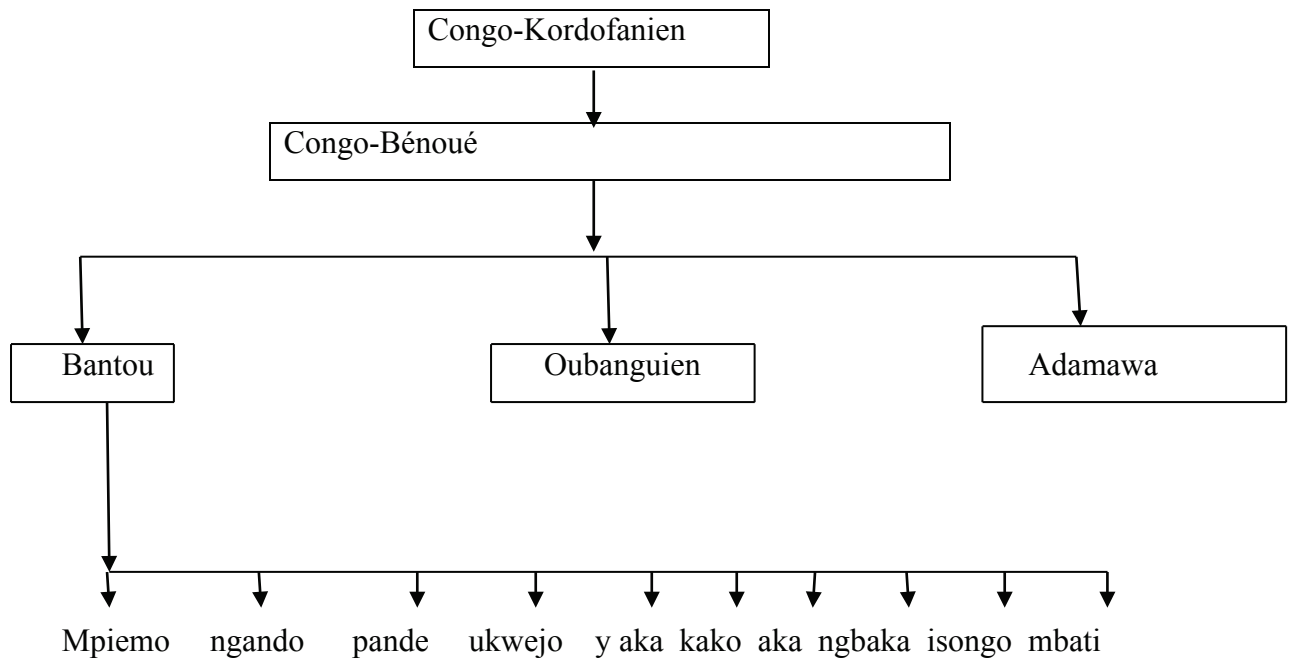 Congo-Kordofanien
Congo-Bénoué
Bantou Oubanguien Adamawa
Mpiemo ngando pande ukwejo y aka kako aka ngbaka isongo mbati